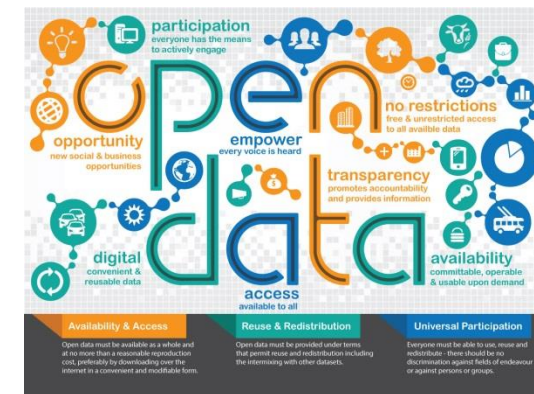 participation
everyone has the means
to actively engage
open
no restrictions
free & unrestricted access
to all availble data
opportunity
new social & business
opportunities
empower
every voice is heard
transparency
promotes accountability
and provides information
data
digital
convenient &
reusable data
availability
committable, operable
& usable upon demand
access
available to all
Availability & Access
Open data must be available as a whole and
at no more than a reasonable reproduction
cost, preferably by downloading over the
internet in a convenient and modifiable form.
Reuse & Redistribution
Open data must be provided under terms
that permit reuse and redistribution including
the intermixing with other datasets.
Universal Participation
Everyone must be able to use, reuse and
redistribute - there should be no
discrimination against fields of endeavour
or against persons or groups.